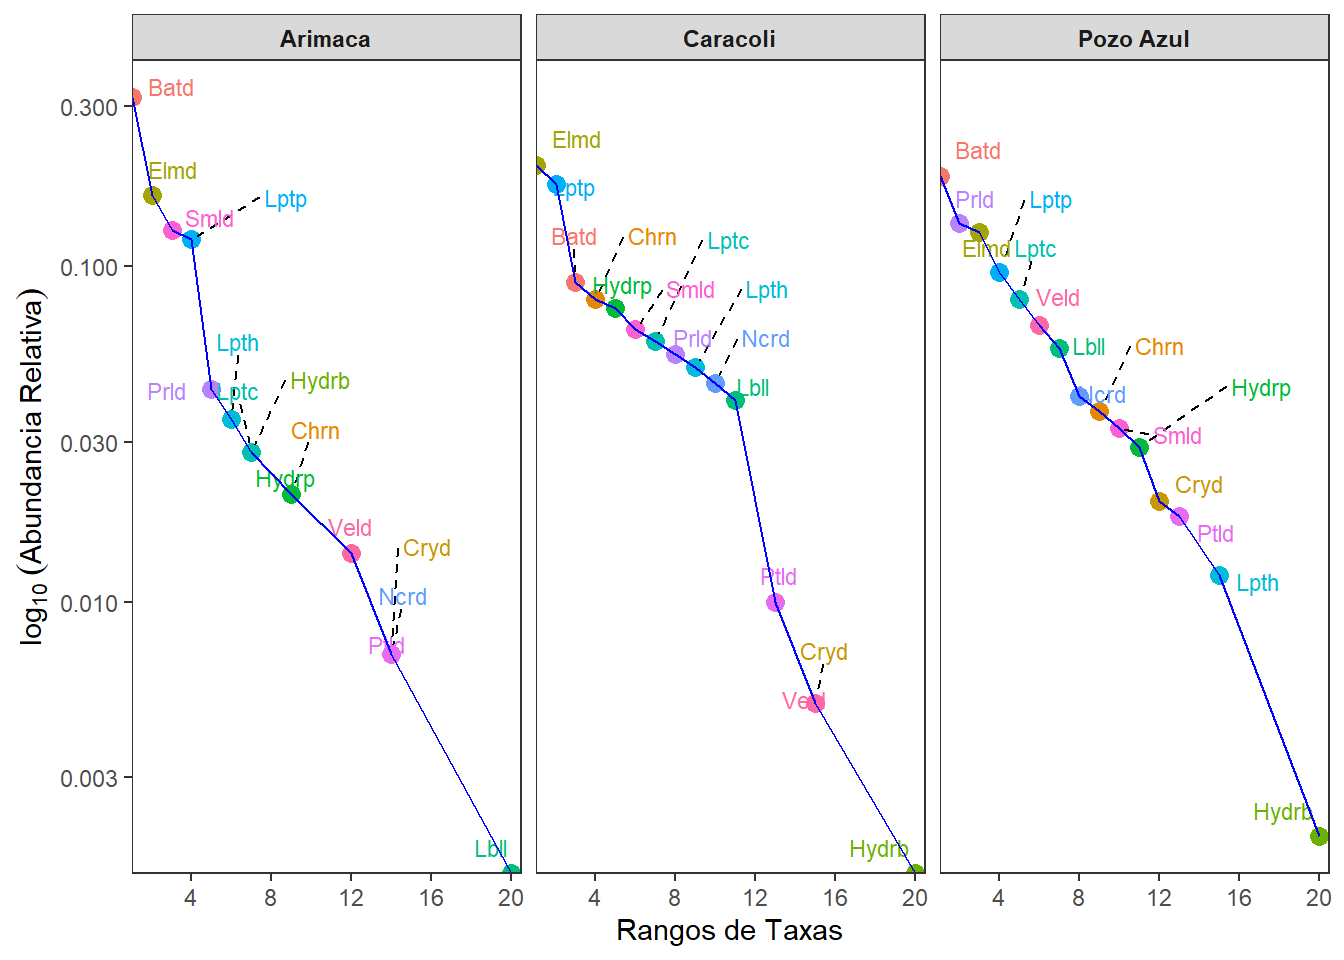 Arimaca
Caracoli
Pozo Azul
log10(Abundancia Relativa)
0.300
0.100
0.030
0.010
0.003
Batd
Elmd
Smld
Lptp
Lpth
Prld
Lptc
Hydrb
Chrn
Hydrp
Veld
Cryd
Ncrd
Ptld
Lbll
Elmd
Lptp
Batd
Chrn
Lptc
Hydrp
Smld
Lpth
Prld
Ncrd
Lbll
Ptld
Cryd
Veld
Hydrb
Batd
Prld
Lptp
Elmd
Lptc
Veld
Lbll
Chrn
Ncrd
Hydrp
Smld
Cryd
Ptld
Lpth
Hydrb
4 8 12 16 20
4 8 12 16 20
4 8 12 16 20
Rangos de Taxas